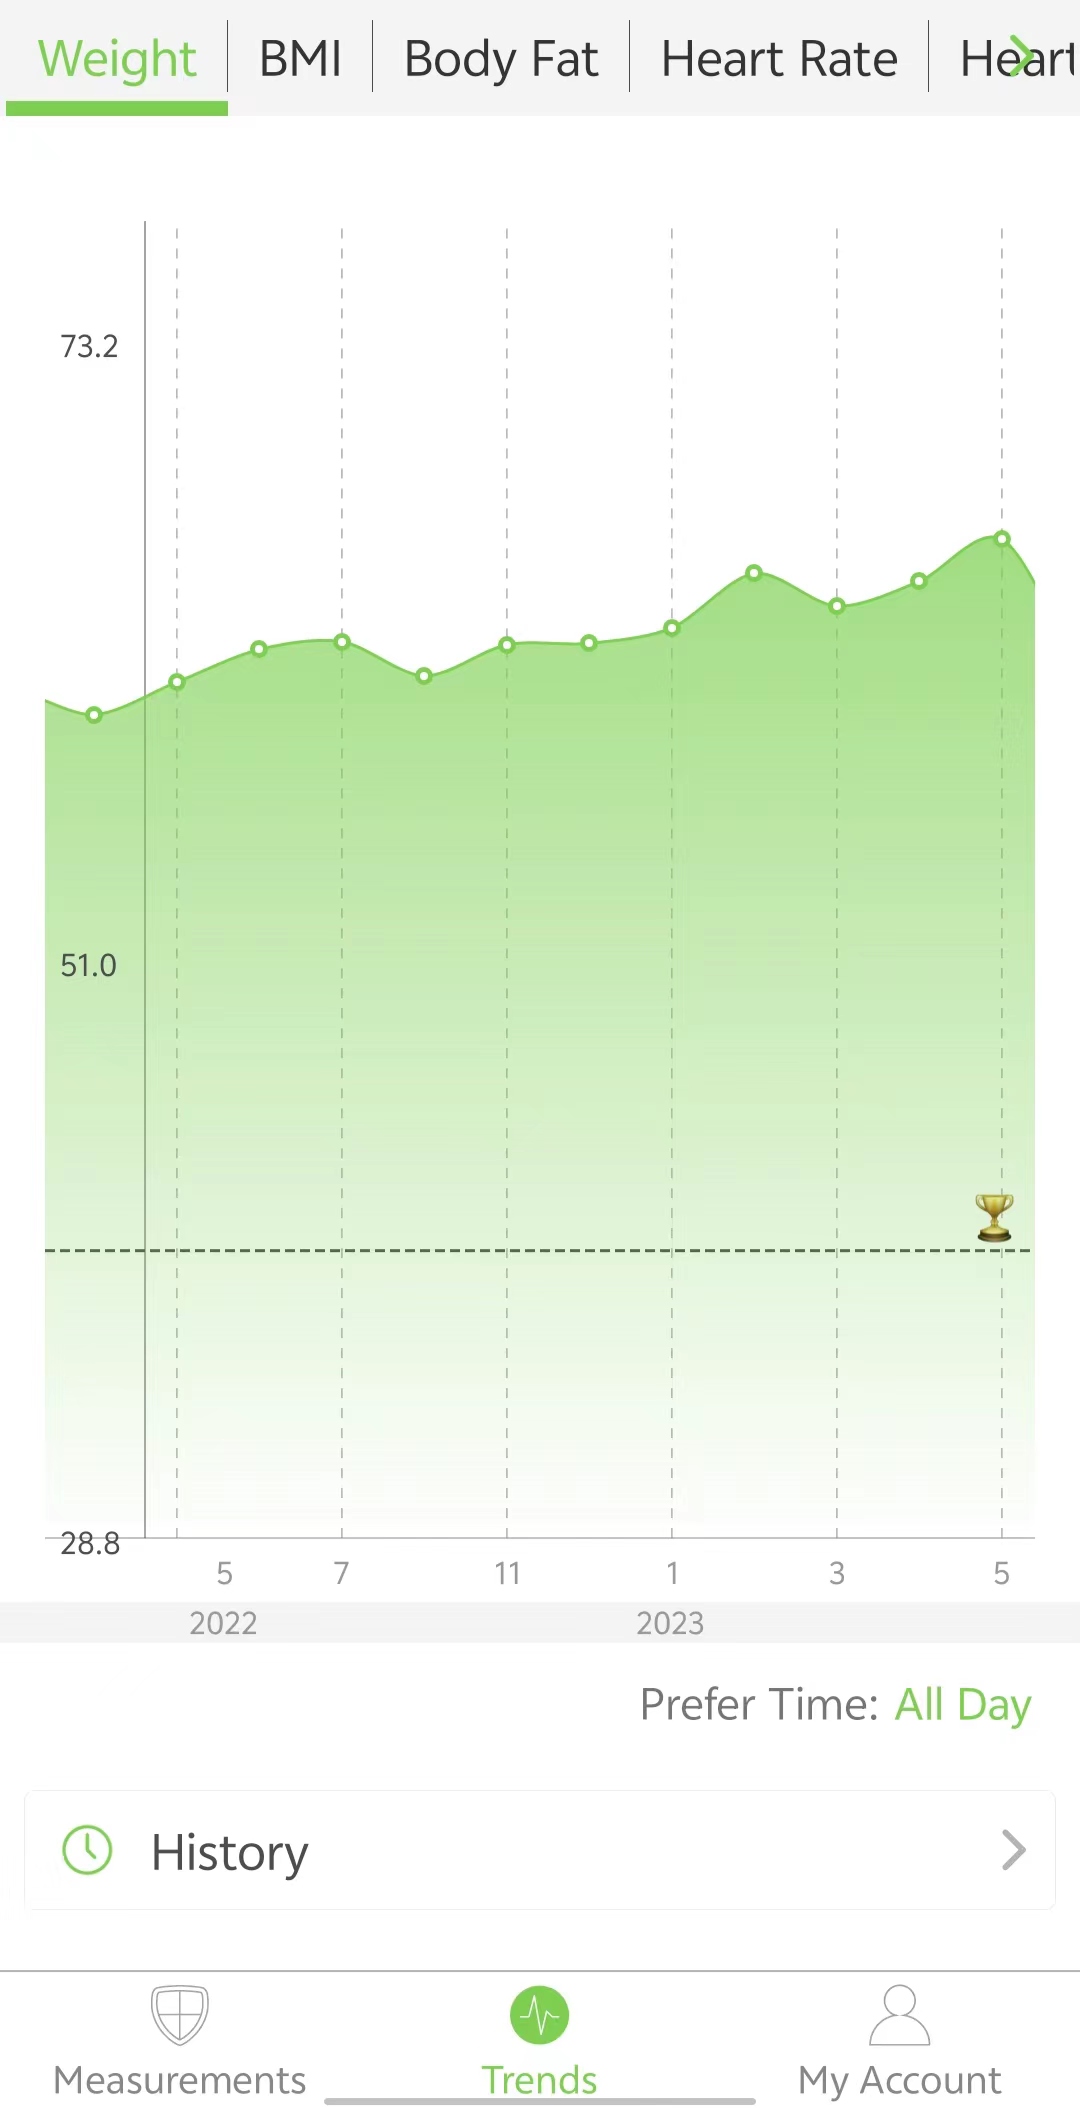 Weight BMI Body Fat Heart Rate Heart
73.2
51.0
28.8
5 7 11 1 3 5
2022 2023
Prefer Time: All Day
History
Measurements Trends My Account